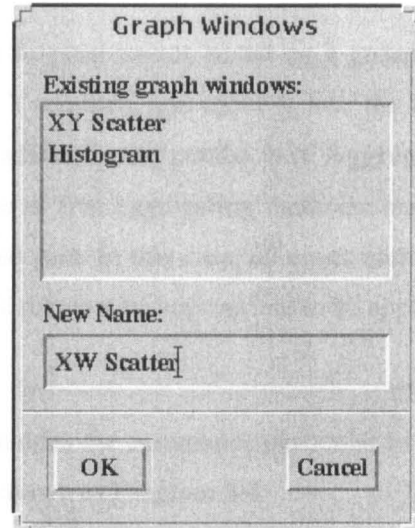 Graph Windows
Existing graph windows:
XY Scatter
Histogram
New Name:
XW Scatter
OK
Cancel